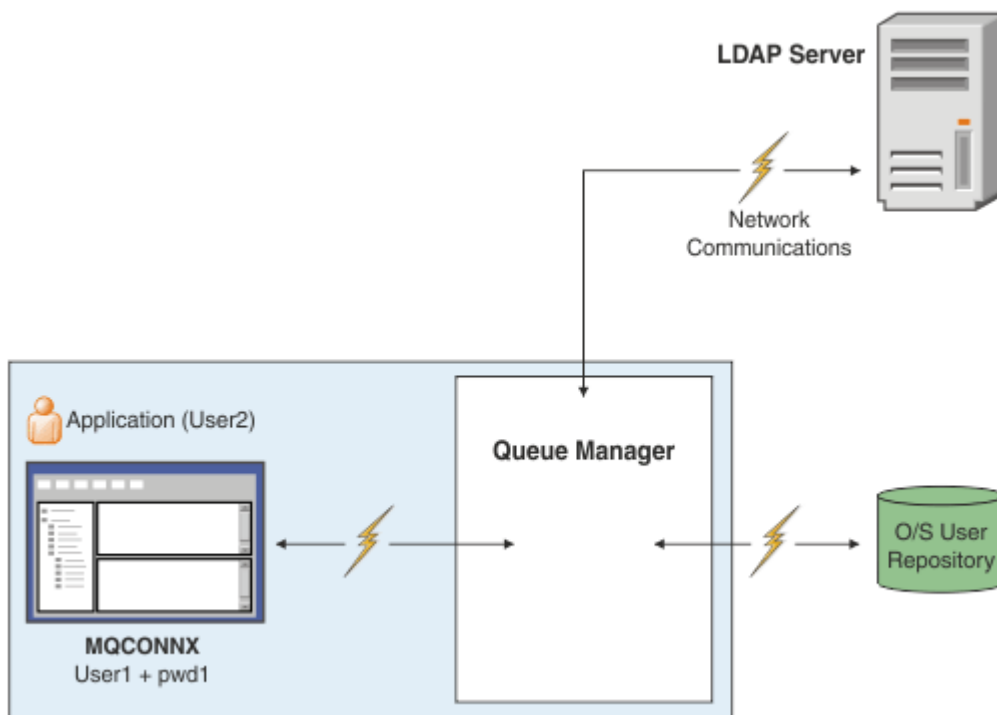 LDAP Server
Network
Communications
Application (User2)
Queue Manager
O/S User
Repository
MQCONNX
User1 + pwd1